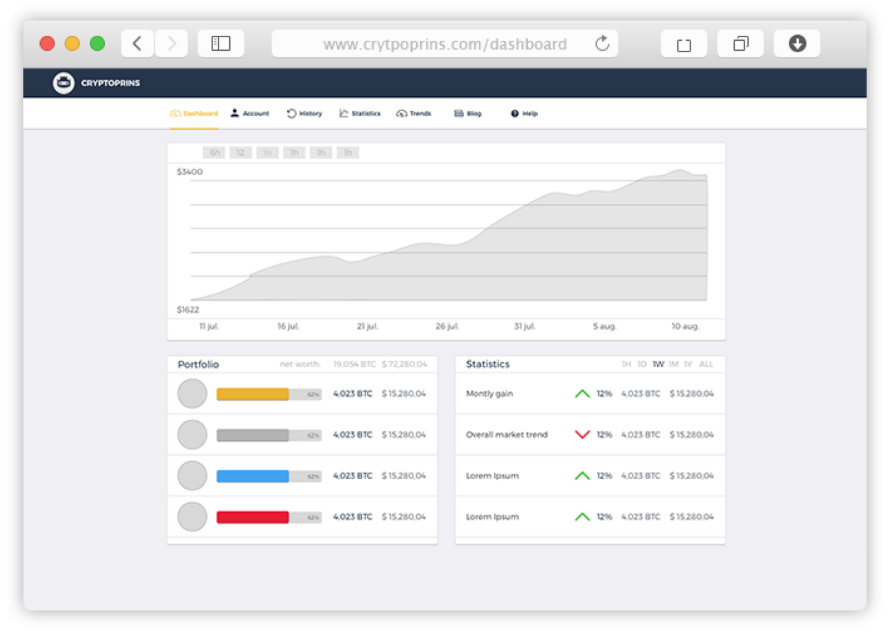 www.crytpoprins.com/dashboard
CRYPTOPRINS
Dashboard Account History Statistics Trends Blog Help
6h 12 1h 1h 1h 1h
$3400
$1622
11 jul. 16 jul. 21 jul. 26 jul. 31 jul. 5 aug. 10 aug.
Portfolio net worth: 19,054 BTC $72,280,04
62% 4,023 BTC $15,280,04
62% 4,023 BTC $15,280,04
62% 4,023 BTC $15,280,04
62% 4,023 BTC $15,280,04
Statistics 1H 1D 1W 1M 1Y ALL
Montly gain 12% 4,023 BTC $15,280,04
Overall market trend 12% 4,023 BTC $15,280,04
Lorem Ipsum 12% 4,023 BTC $15,280,04
Lorem Ipsum 12% 4,023 BTC $15,280,04